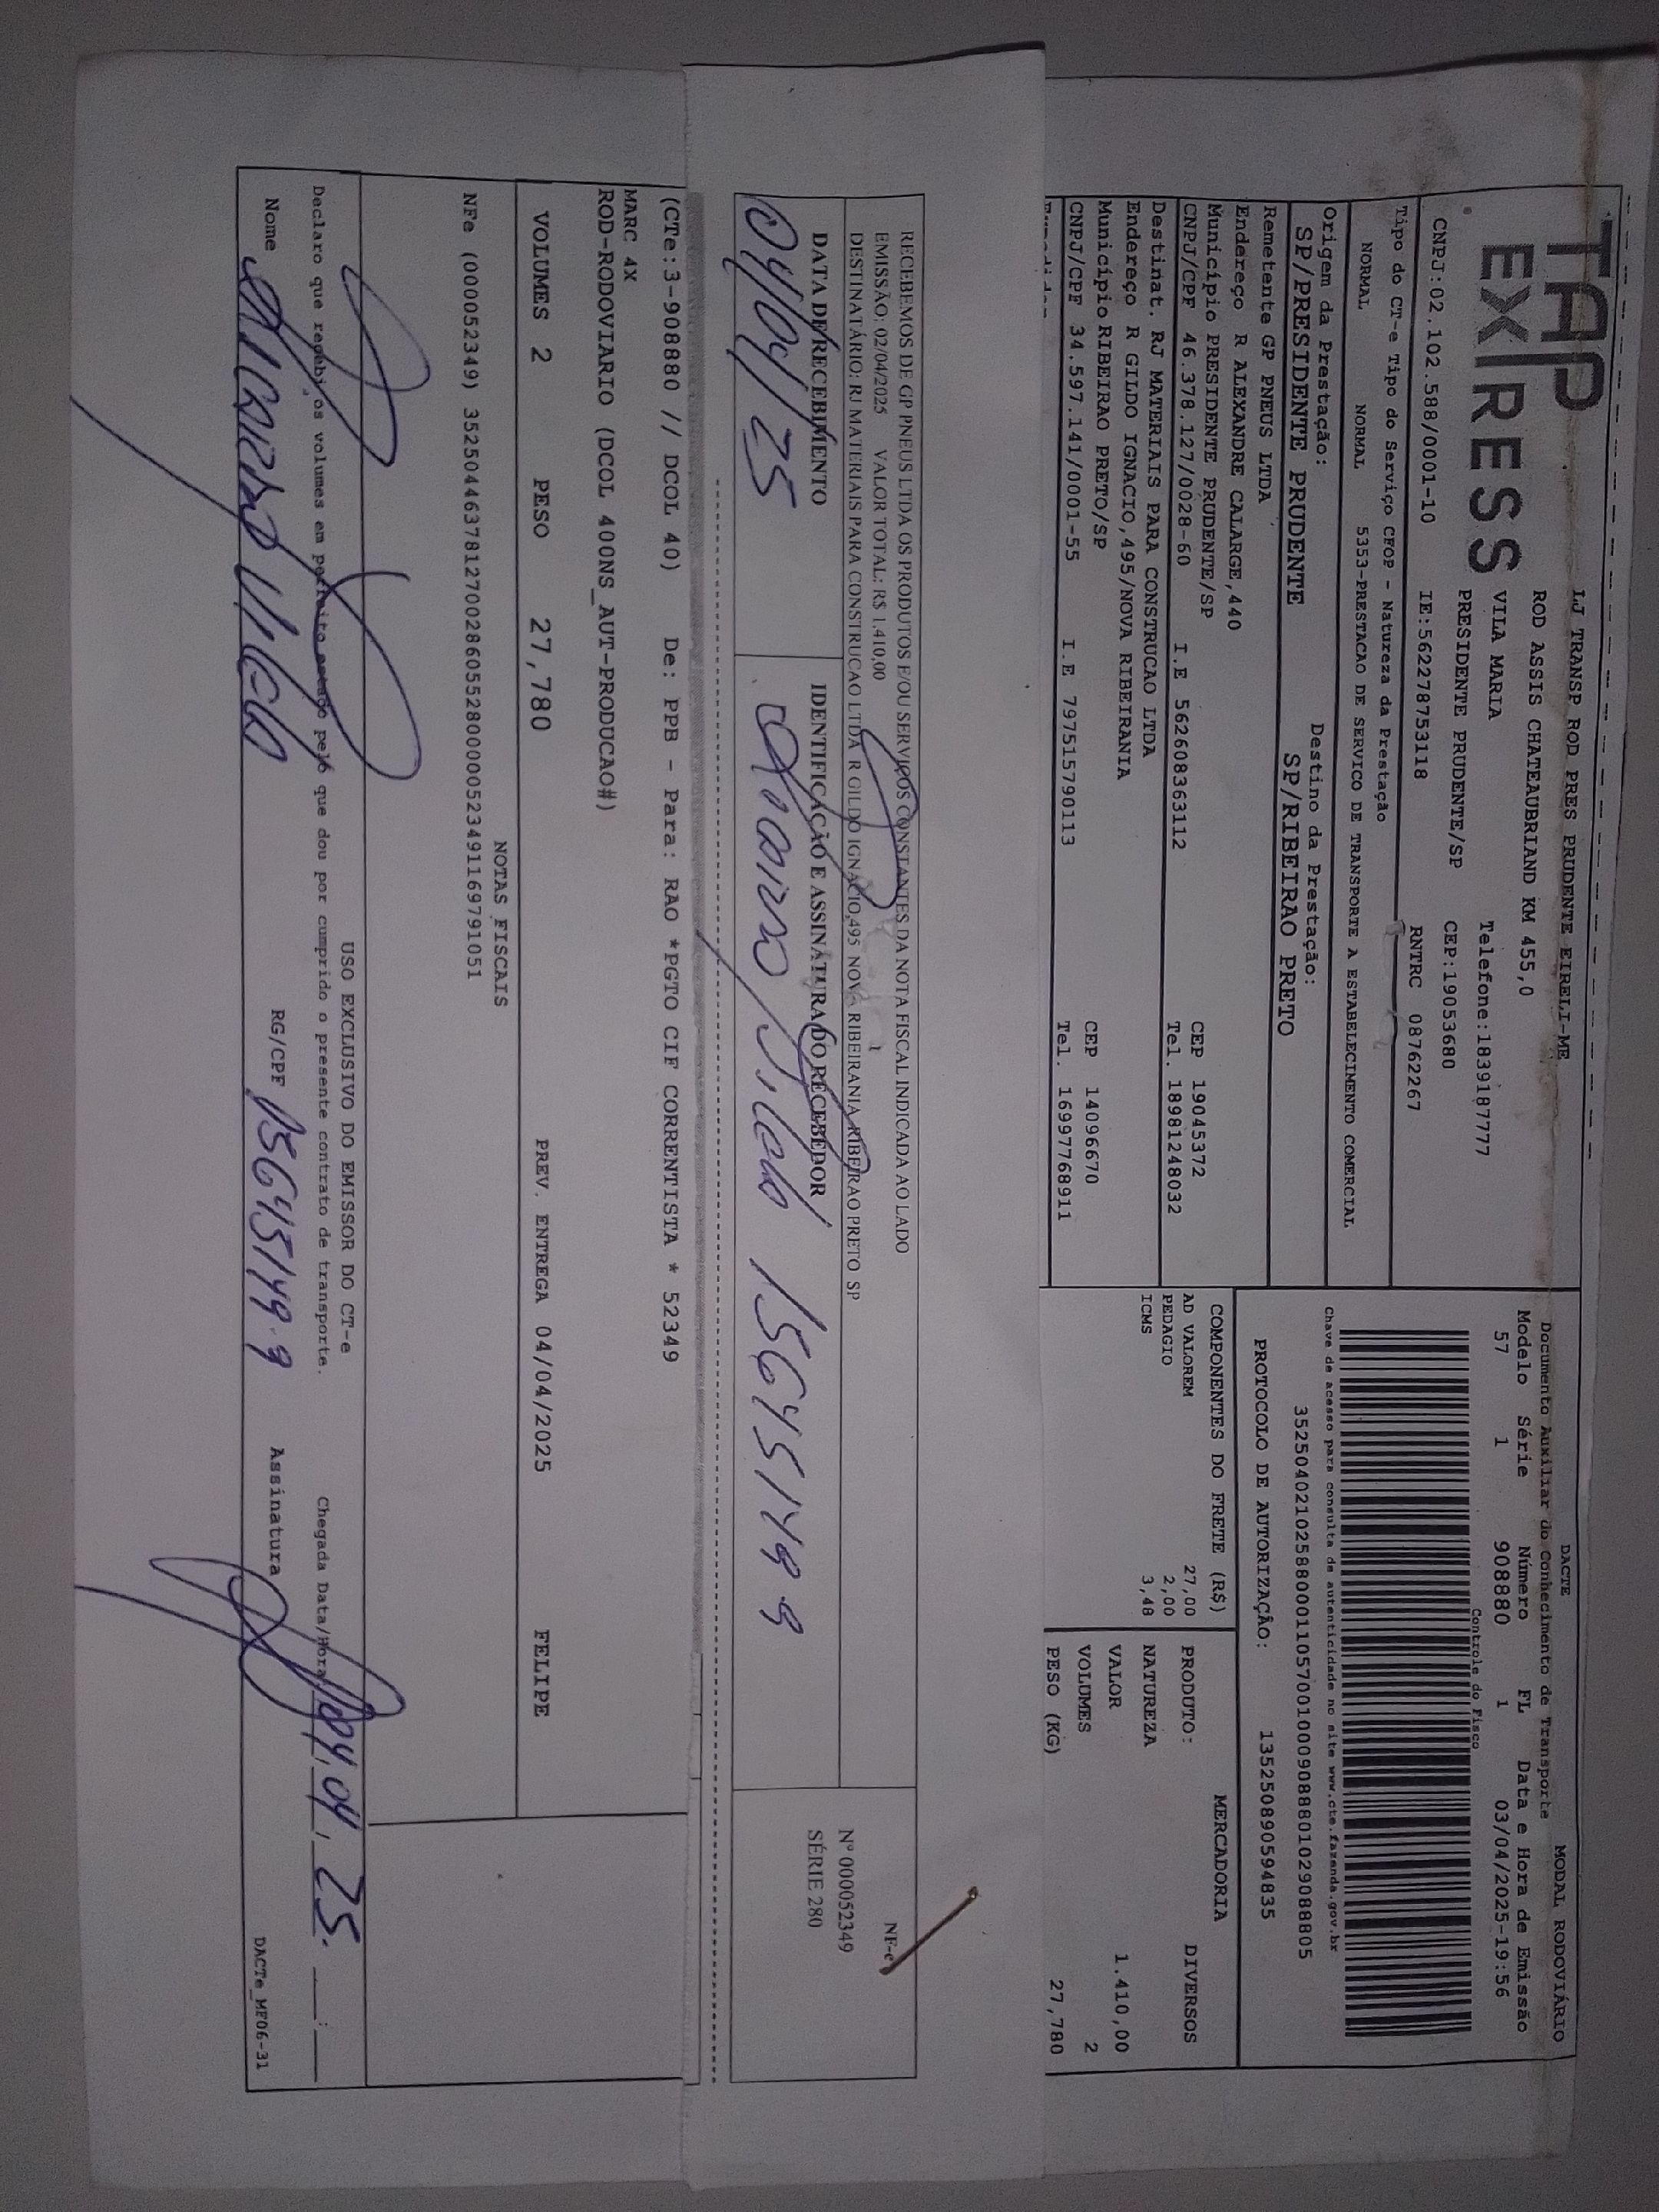 TAP
EXPRESS
LJ TRANSP ROD PRES PRUDENTE EIRELI-ME
ROD ASSIS CHATEAUBRIAND KM 455,0
VILA MARIA Telefone:1839187777
PRESIDENTE PRUDENTE/SP CEP:19053680
CNPJ:02.102.588/0001-10 IE:562278753118 RNTRC 08762267
Tipo do CT-e Tipo do Serviço CFOP - Natureza da Prestação
NORMAL NORMAL 5353-PRESTACAO DE SERVICO DE TRANSPORTE A ESTABELECIMENTO COMERCIAL
Origem da Prestação: Destino da Prestação:
SP/PRESIDENTE PRUDENTE SP/RIBEIRAO PRETO
Remetente GP PNEUS LTDA
Endereço R ALEXANDRE CALARGE,440
Município PRESIDENTE PRUDENTE/SP CEP 19045372
CNPJ/CPF 46.378.127/0028-60 I.E 562608363112 Tel. 18981248032
Destinat. RJ MATERIAIS PARA CONSTRUCAO LTDA
Endereço R GILDO IGNACIO,495/NOVA RIBEIRANIA
Município RIBEIRAO PRETO/SP CEP 14096670
CNPJ/CPF 34.597.141/0001-55 I.E 797515790113 Tel. 16997768911
DACTE MODAL RODOVIÁRIO
Documento Auxiliar do Conhecimento de Transporte
Modelo Série Número FL Data e Hora de Emissão
57 1 908880 1 03/04/2025-19:56
Controle do Fisco
Chave de acesso para consulta de autenticidade no site www.cte.fazenda.gov.br
35250402102588000110570010009088801029088805
PROTOCOLO DE AUTORIZAÇÃO: 135250890594835
COMPONENTES DO FRETE (R$)
AD VALOREM 27,00
PEDAGIO 2,00
ICMS 3,48
MERCADORIA
PRODUTO: DIVERSOS
NATUREZA
VALOR 1.410,00
VOLUMES 2
PESO (KG) 27,780
RECEBEMOS DE GP PNEUS LTDA OS PRODUTOS E/OU SERVIÇOS CONSTANTES DA NOTA FISCAL INDICADA AO LADO
EMISSÃO: 02/04/2025 VALOR TOTAL: R$ 1.410,00
DESTINATÁRIO: RJ MATERIAIS PARA CONSTRUCAO LTDA R GILDO IGNACIO,495 NOVA RIBEIRANIA RIBEIRAO PRETO SP
DATA DE RECEBIMENTO IDENTIFICAÇÃO E ASSINATURA DO RECEBEDOR
04/04/25 15645149 9
NF-e
Nº 000052349
SÉRIE 280
(CTe:3-908880 // DCOL 40) De: PPB - Para: RAO *PGTO CIF CORRENTISTA * 52349
MARC 4X
ROD-RODOVIARIO (DCOL 400NS_AUT-PRODUCAO#)
VOLUMES 2 PESO 27,780 PREV. ENTREGA 04/04/2025 FELIPE
NOTAS FISCAIS
NFe (000052349) 35250446378127002860552800000523491169791051
USO EXCLUSIVO DO EMISSOR DO CT-e
Declaro que recebi os volumes em perfeito estado pelo que dou por cumprido o presente contrato de transporte. Chegada Data/Hora 04,04,25. __:__
Nome RG/CPF 15645149-9 Assinatura
DACTe_MF06-31